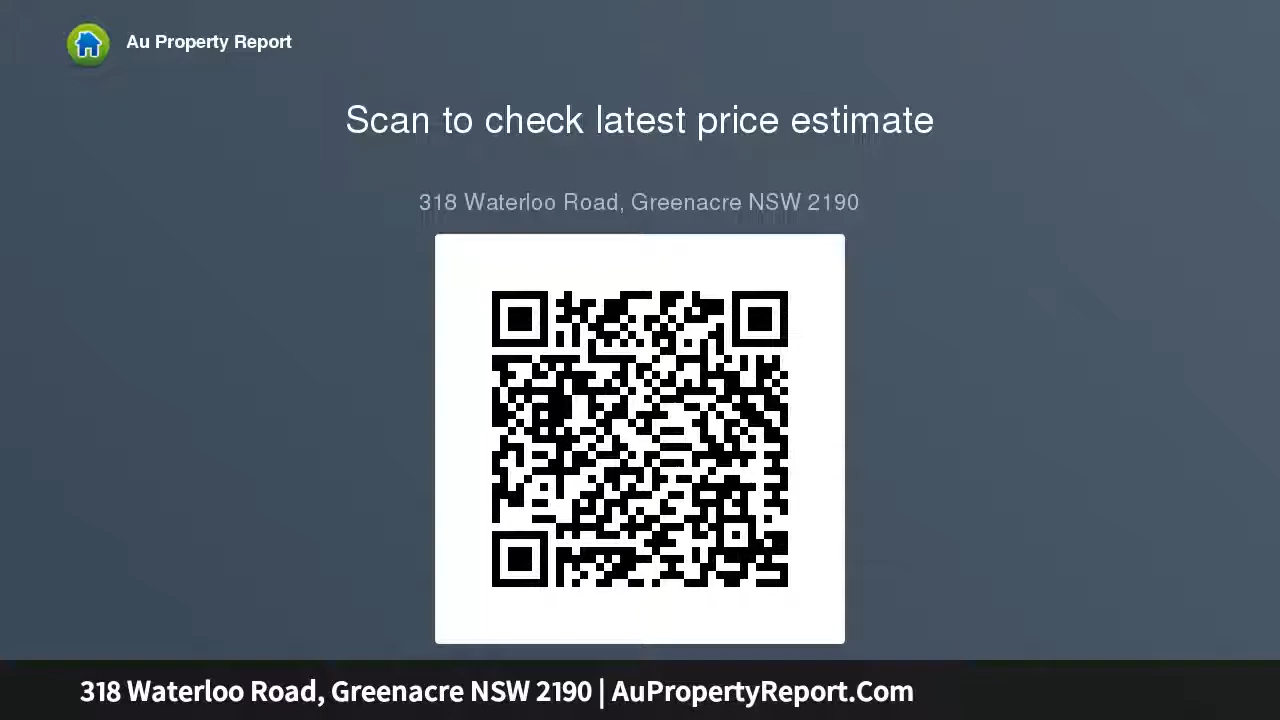 Au Property Report
Scan to check latest price estimate
318 Waterloo Road, Greenacre NSW 2190
318 Waterloo Road, Greenacre NSW 2190 | AuPropertyReport.Com